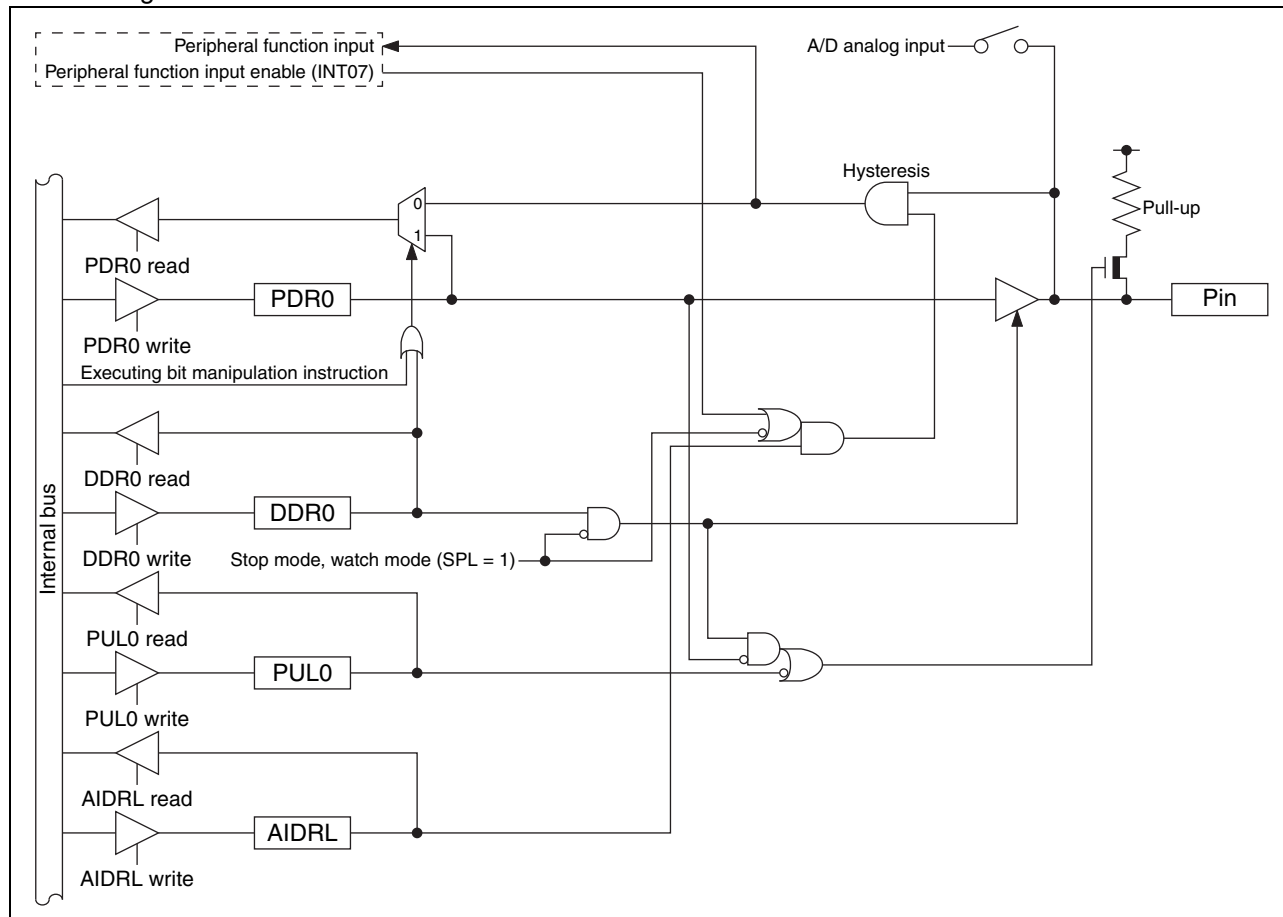 Peripheral function input
A/D analog input
Peripheral function input enable (INT07)
Hysteresis
0
Pull-up
1
PDR0 read
PDR0
Pin
PDR0 write
Executing bit manipulation instruction
DDR0 read
Internal bus
DDR0
Stop mode, watch mode (SPL = 1)
DDR0 write
PUL0 read
PUL0
PUL0 write
AIDRL read
AIDRL
AIDRL write